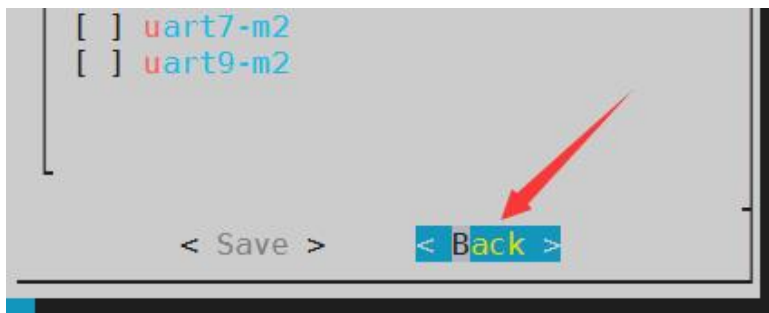 [ ] uart7-m2
[ ] uart9-m2
< Save > < Back >